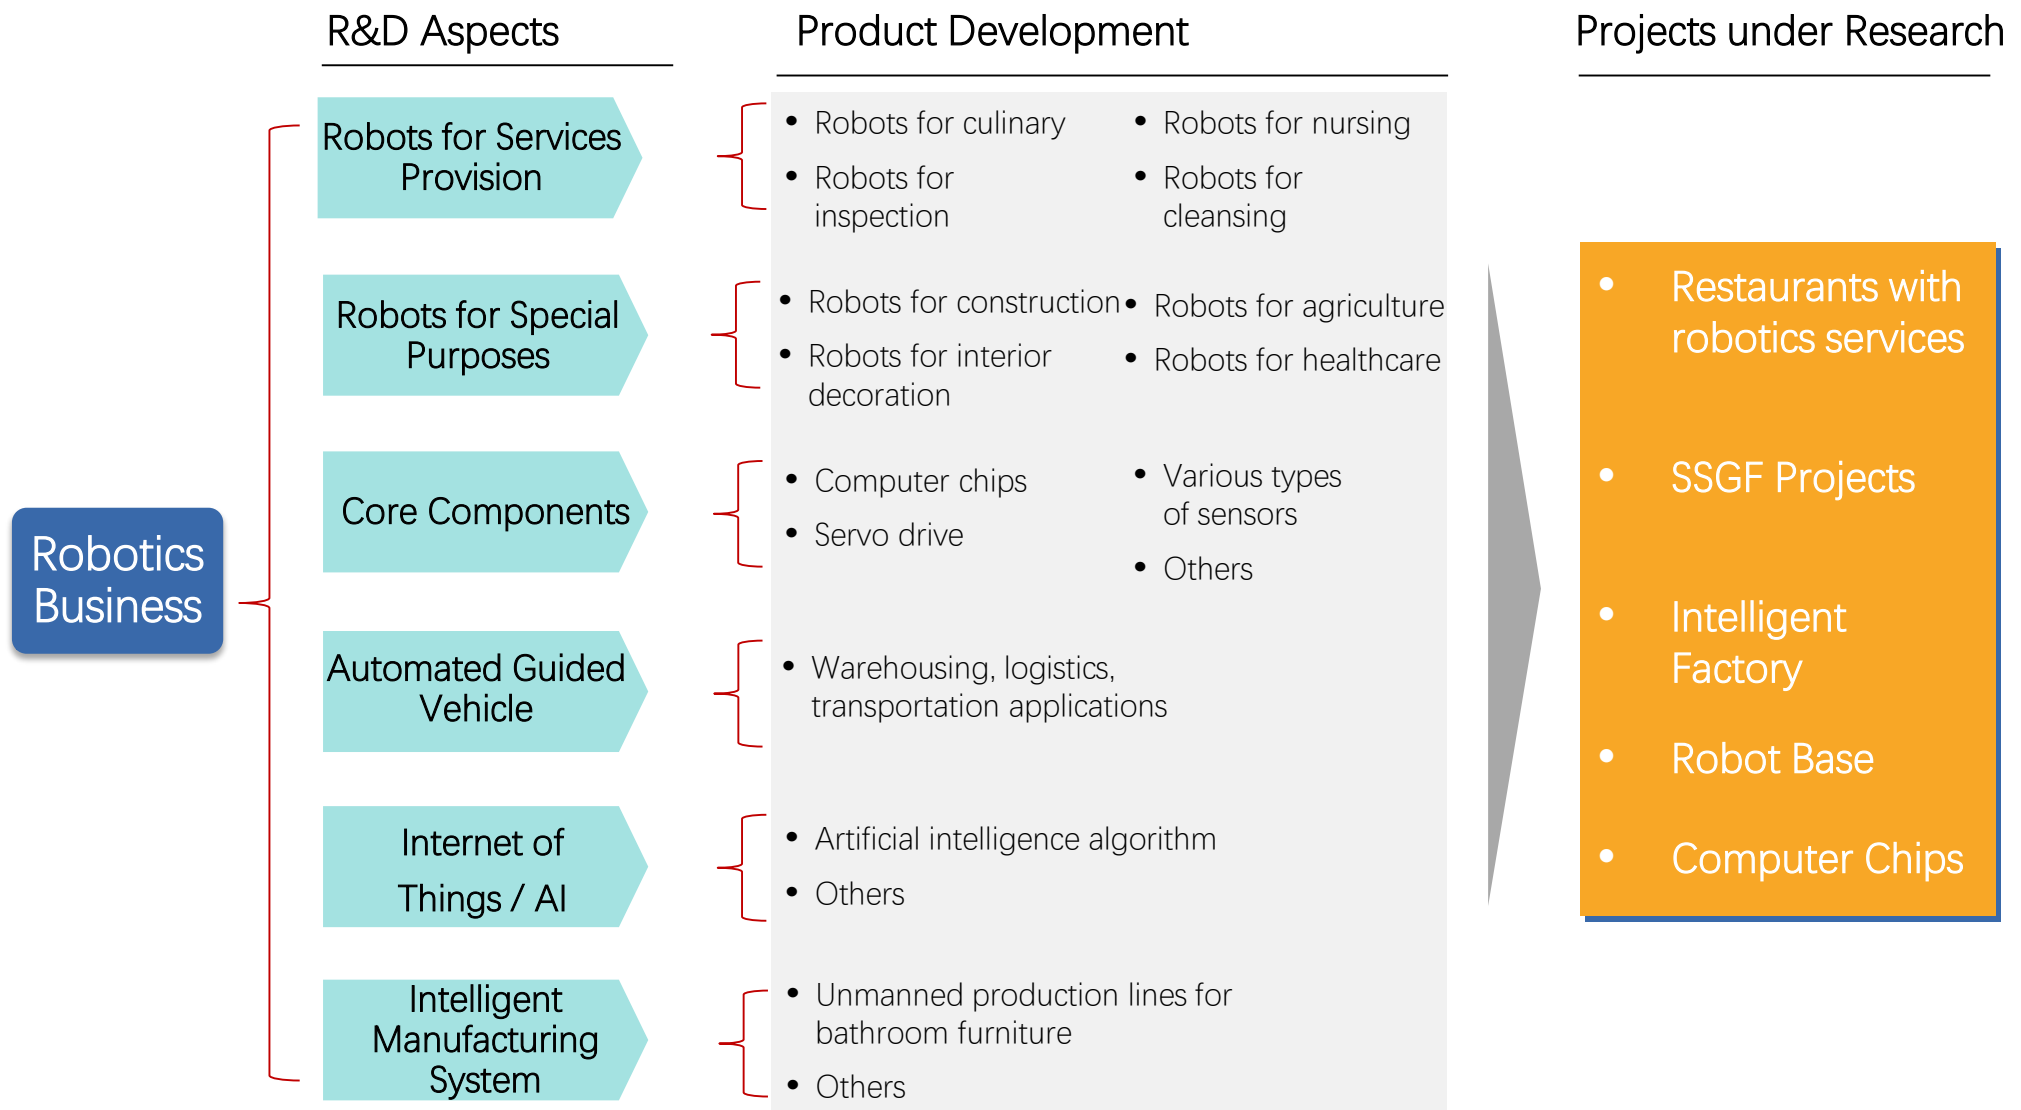 R&D Aspects
Product Development
Projects under Research
Robotics
Business
Robots for Services
Provision
• Robots for culinary
• Robots for
inspection
• Robots for nursing
• Robots for
cleansing
Robots for Special
Purposes
• Robots for construction
• Robots for interior
decoration
• Robots for agriculture
• Robots for healthcare
Core Components
• Computer chips
• Servo drive
• Various types
of sensors
• Others
Automated Guided
Vehicle
• Warehousing, logistics,
transportation applications
Internet of
Things / AI
• Artificial intelligence algorithm
• Others
Intelligent
Manufacturing
System
• Unmanned production lines for
bathroom furniture
• Others
• Restaurants with
robotics services
• SSGF Projects
• Intelligent
Factory
• Robot Base
• Computer Chips